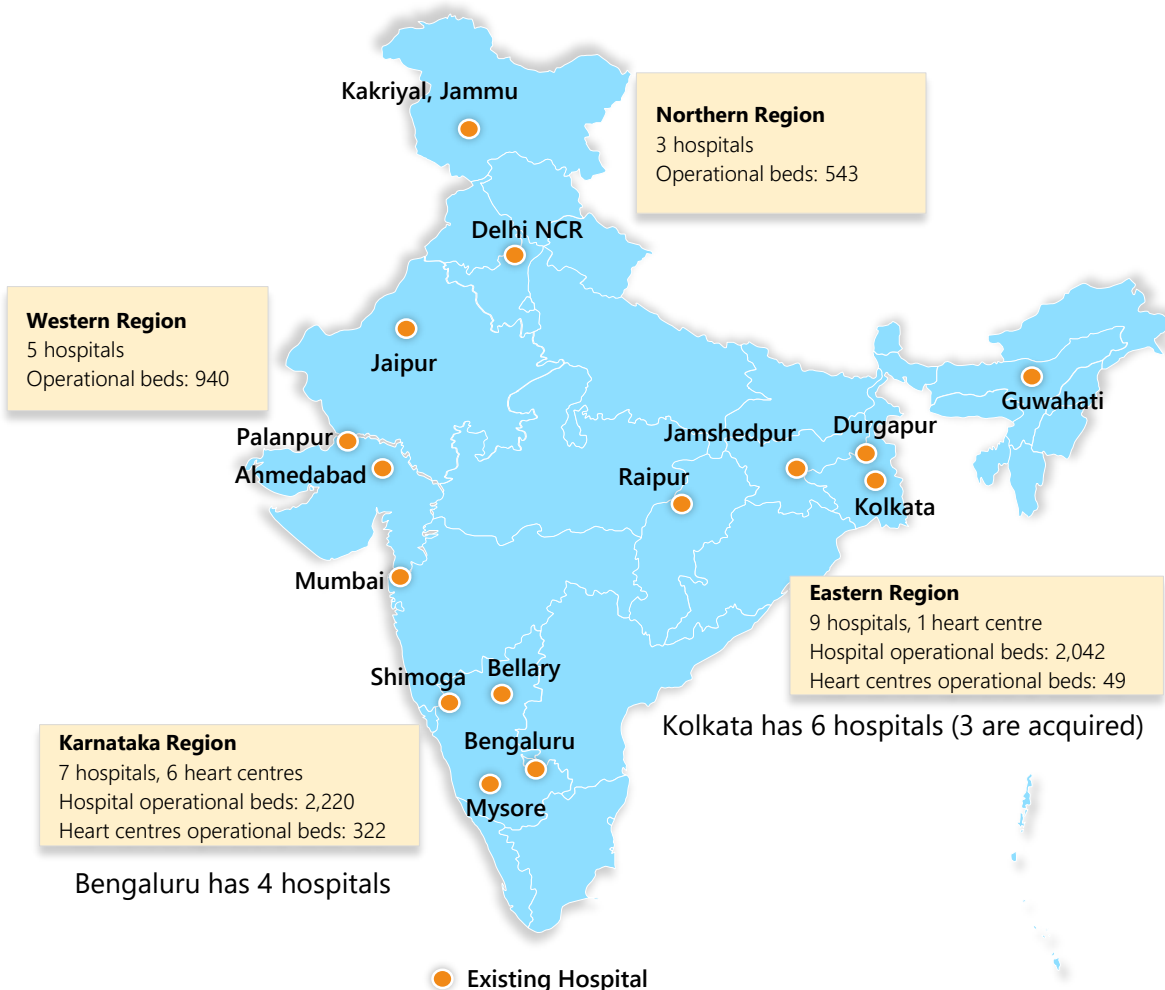 Kakriyal, Jammu
Northern Region
3 hospitals
Operational beds: 543
Delhi NCR
Western Region
5 hospitals
Operational beds: 940
Jaipur
Guwahati
Palanpur
Ahmedabad
Jamshedpur
Durgapur
Raipur
Kolkata
Mumbai
Eastern Region
9 hospitals, 1 heart centre
Hospital operational beds: 2,042
Heart centres operational beds: 49
Kolkata has 6 hospitals (3 are acquired)
Shimoga
Bellary
Bengaluru
Mysore
Karnataka Region
7 hospitals, 6 heart centres
Hospital operational beds: 2,220
Heart centres operational beds: 322
Bengaluru has 4 hospitals
Existing Hospital